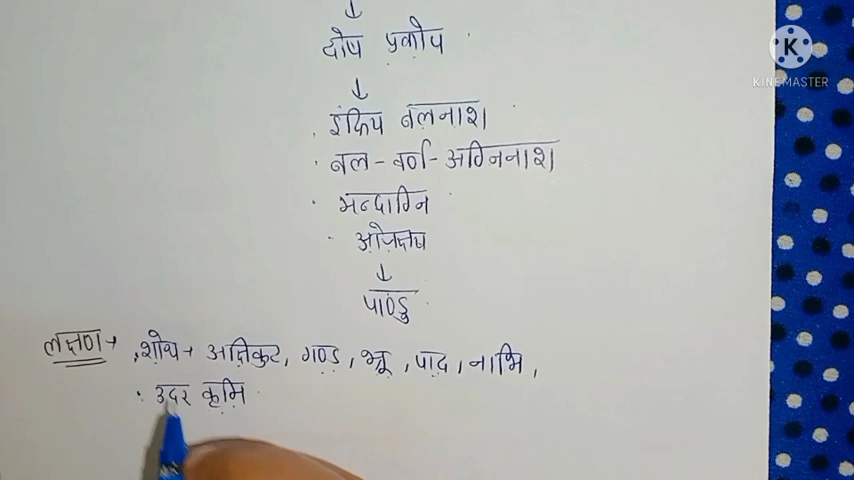 ↓
दोष प्रकोप
K
KINEMASTER
↓
. इंद्रिय बलनाश।
. बल - वर्ण - अग्निनाश।
. मन्दाग्नि
. ओजक्षय
↓
पाण्डु
लक्षण → . शोथ → अक्षिकुट, गण्ड, भ्रू, पाद, नाभि,
. उदर कृमि